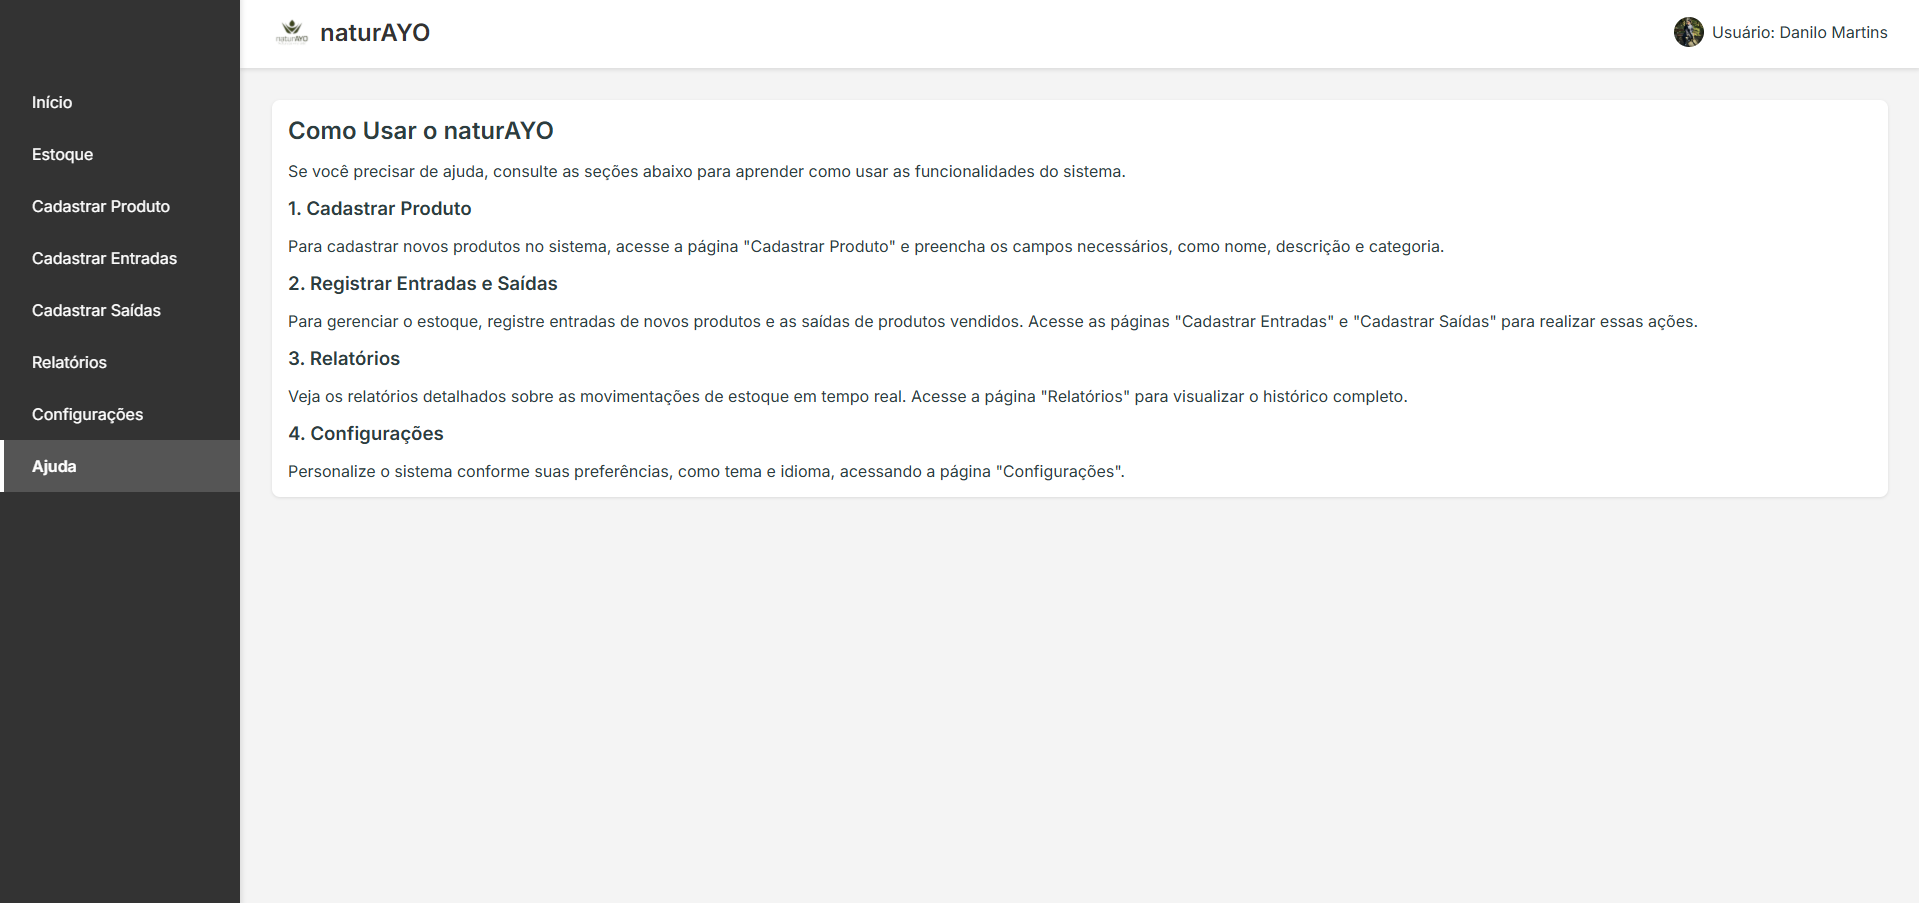 naturAYO
naturAYO
Usuário: Danilo Martins
Início
Estoque
Cadastrar Produto
Cadastrar Entradas
Cadastrar Saídas
Relatórios
Configurações
Ajuda
Como Usar o naturAYO
Se você precisar de ajuda, consulte as seções abaixo para aprender como usar as funcionalidades do sistema.
1. Cadastrar Produto
Para cadastrar novos produtos no sistema, acesse a página "Cadastrar Produto" e preencha os campos necessários, como nome, descrição e categoria.
2. Registrar Entradas e Saídas
Para gerenciar o estoque, registre entradas de novos produtos e as saídas de produtos vendidos. Acesse as páginas "Cadastrar Entradas" e "Cadastrar Saídas" para realizar essas ações.
3. Relatórios
Veja os relatórios detalhados sobre as movimentações de estoque em tempo real. Acesse a página "Relatórios" para visualizar o histórico completo.
4. Configurações
Personalize o sistema conforme suas preferências, como tema e idioma, acessando a página "Configurações".